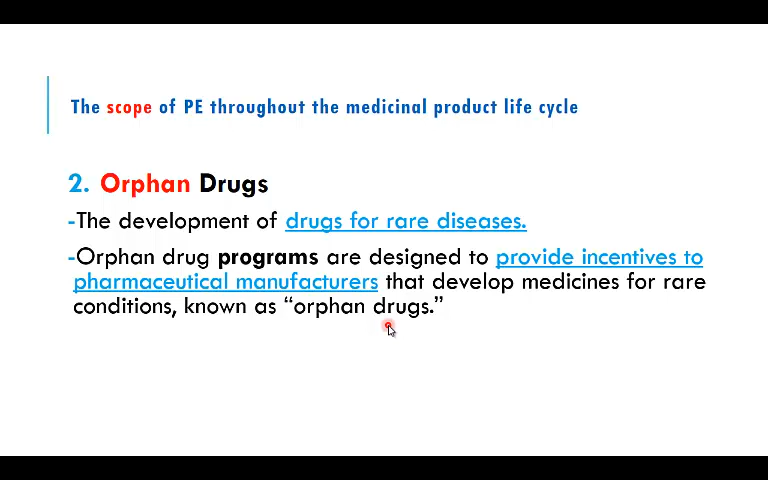 The scope of PE throughout the medicinal product life cycle
2. Orphan Drugs
-The development of drugs for rare diseases.
-Orphan drug programs are designed to provide incentives to
pharmaceutical manufacturers that develop medicines for rare
conditions, known as “orphan drugs.”